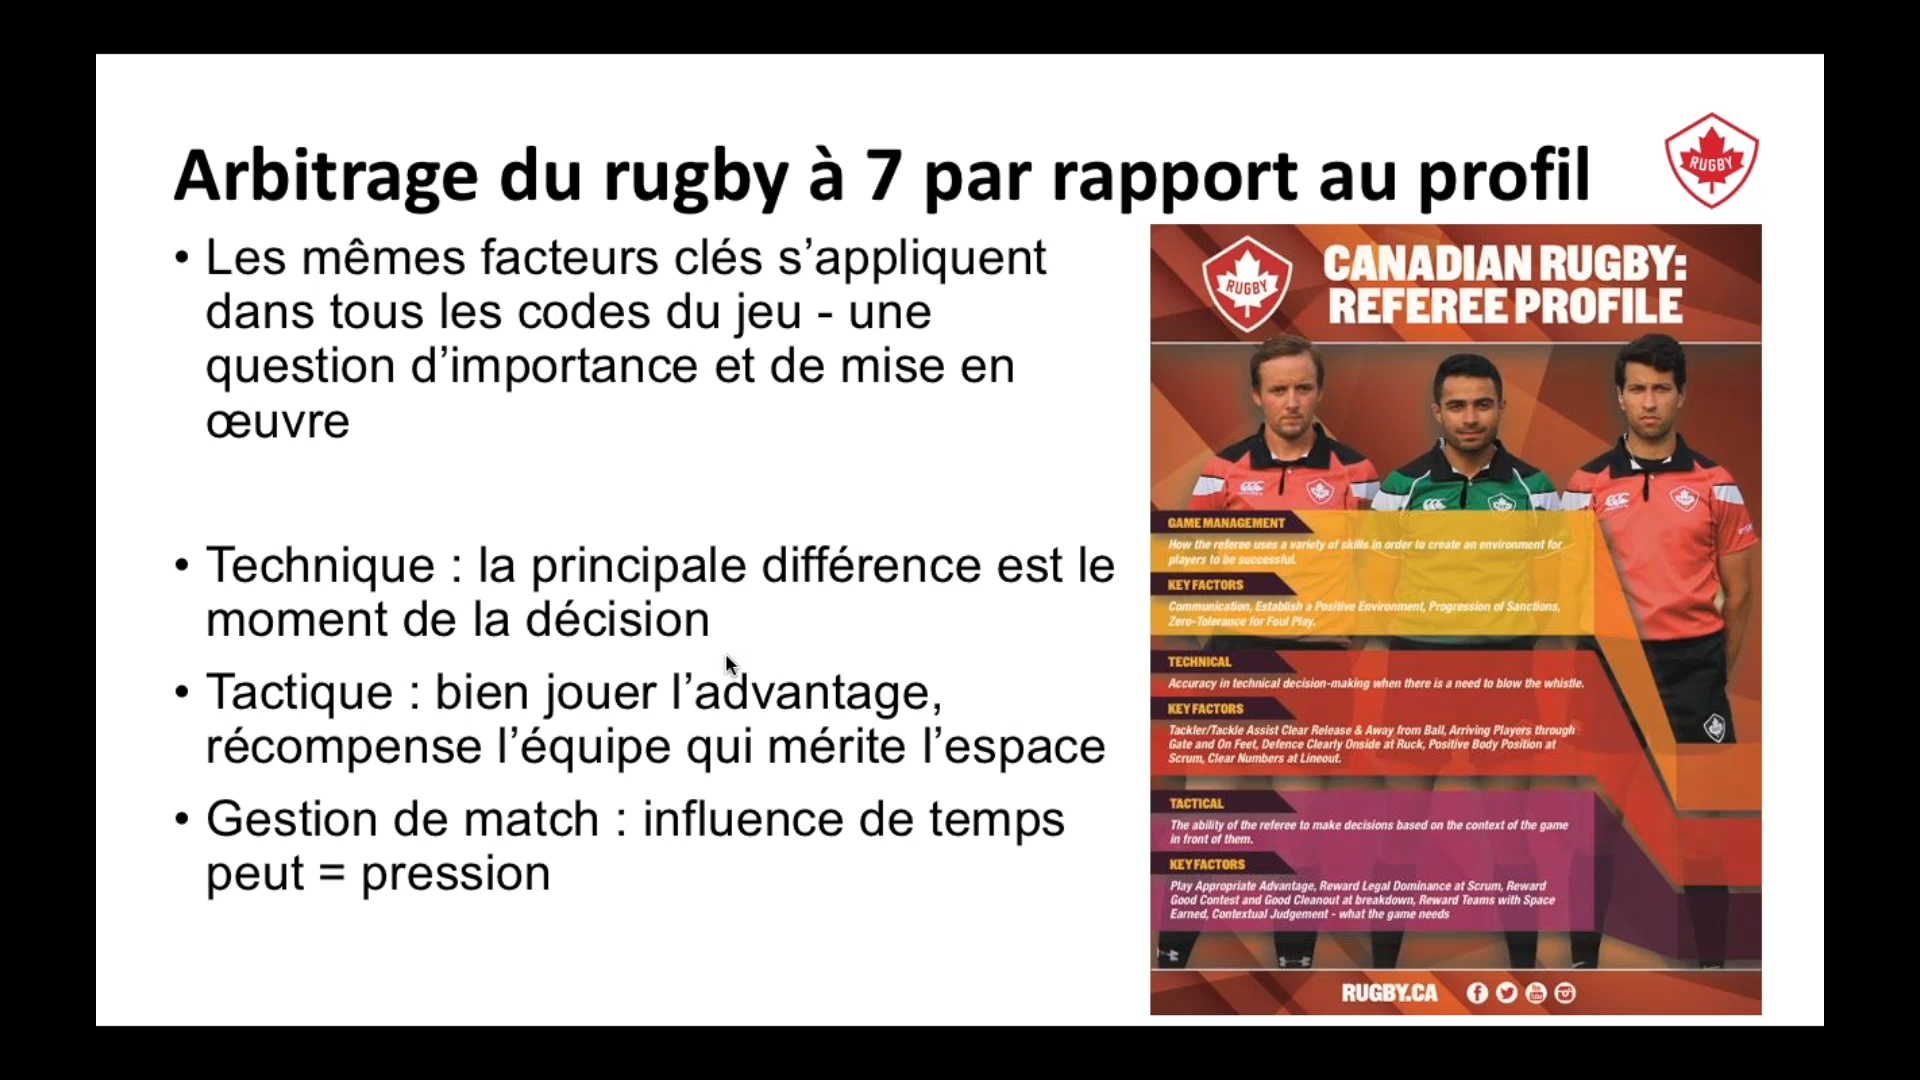 Arbitrage du rugby à 7 par rapport au profil
RUGBY
• Les mêmes facteurs clés s’appliquent
dans tous les codes du jeu - une
question d’importance et de mise en
œuvre
• Technique : la principale différence est le
moment de la décision
• Tactique : bien jouer l’advantage,
récompense l’équipe qui mérite l’espace
• Gestion de match : influence de temps
peut = pression
RUGBY
CANADIAN RUGBY:
REFEREE PROFILE
GAME MANAGEMENT
How the referee uses a variety of skills in order to create an environment for
players to be successful.
KEY FACTORS
Communication, Establish a Positive Environment, Progression of Sanctions,
Zero-Tolerance for Foul Play.
TECHNICAL
Accuracy in technical decision-making when there is a need to blow the whistle.
KEY FACTORS
Tackler/Tackle Assist Clear Release & Away from Ball, Arriving Players through
Gate and On Feet, Defence Clearly Onside at Ruck, Positive Body Position at
Scrum, Clear Numbers at Lineout.
TACTICAL
The ability of the referee to make decisions based on the context of the game
in front of them.
KEY FACTORS
Play Appropriate Advantage, Reward Legal Dominance at Scrum, Reward
Good Contest and Good Cleanout at breakdown, Reward Teams with Space
Earned, Contextual Judgement - what the game needs
RUGBY.CA